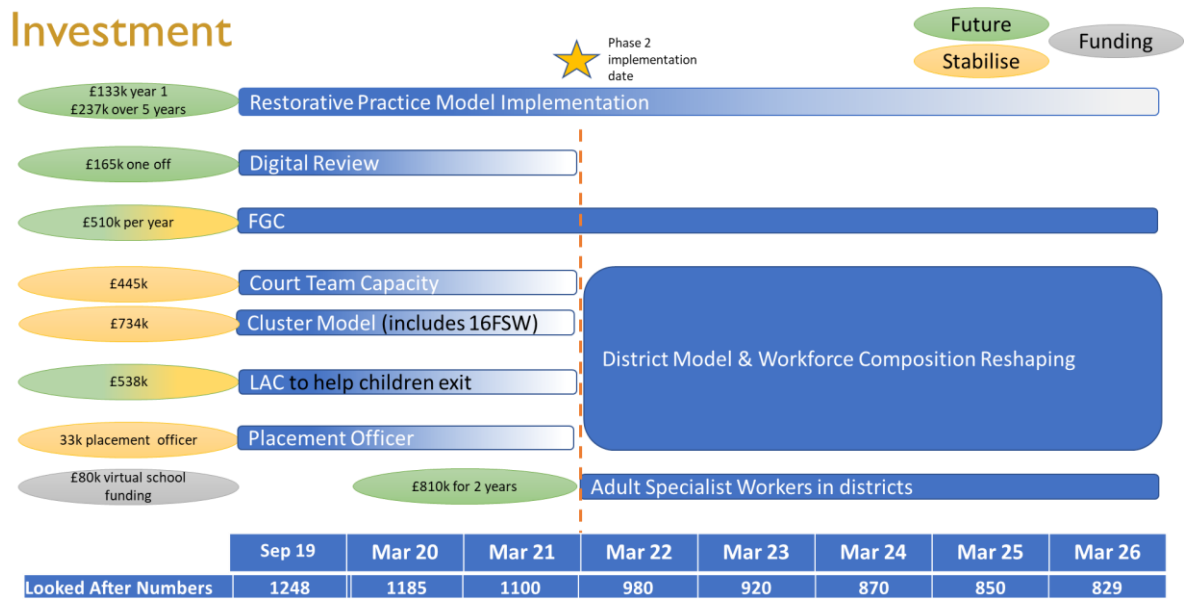 Investment
Future
Stabilise
Funding
Phase 2
implementation
date
£133k year 1
£237k over 5 years
Restorative Practice Model Implementation
£165k one off
Digital Review
£510k per year
FGC
£445k
Court Team Capacity
£734k
Cluster Model (includes 16FSW)
District Model & Workforce Composition Reshaping
£538k
LAC to help children exit
33k placement officer
Placement Officer
£80k virtual school
funding
£810k for 2 years
Adult Specialist Workers in districts
Sep 19 Mar 20 Mar 21 Mar 22 Mar 23 Mar 24 Mar 25 Mar 26
Looked After Numbers 1248 1185 1100 980 920 870 850 829